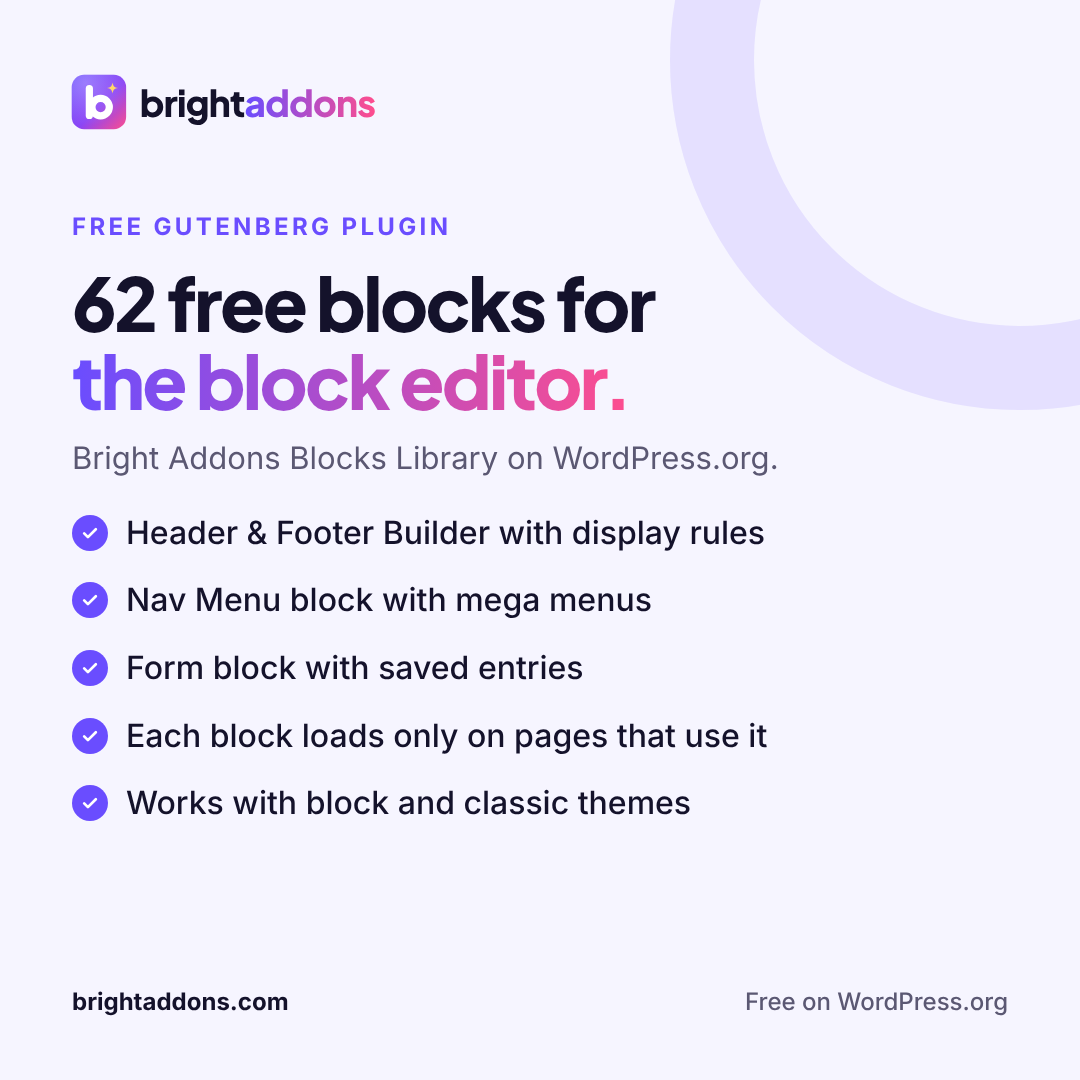 brightaddons
FREE GUTENBERG PLUGIN
62 free blocks for
the block editor.
Bright Addons Blocks Library on WordPress.org.
Header & Footer Builder with display rules
Nav Menu block with mega menus
Form block with saved entries
Each block loads only on pages that use it
Works with block and classic themes
brightaddons.com
Free on WordPress.org